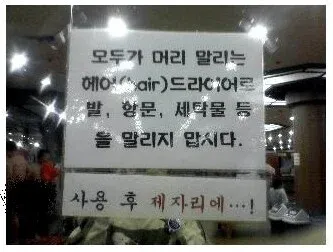 모두가 머리 말리는
헤어(hair)드라이어로
발, 항문, 세탁물 등
을 말리지 맙시다.
사용 후 제자리에...!